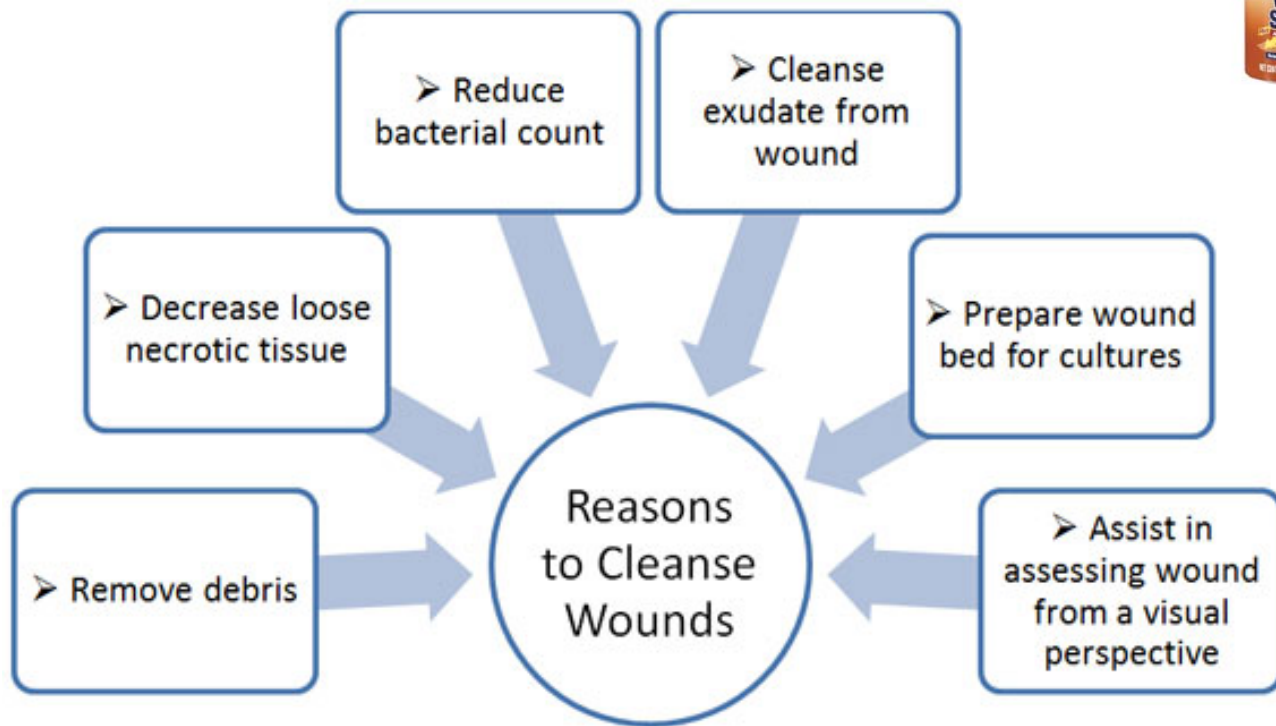 ➢ Reduce
bacterial count
➢ Cleanse
exudate from
wound
➢ Decrease loose
necrotic tissue
➢ Prepare wound
bed for cultures
➢ Remove debris
Reasons
to Cleanse
Wounds
➢ Assist in
assessing wound
from a visual
perspective